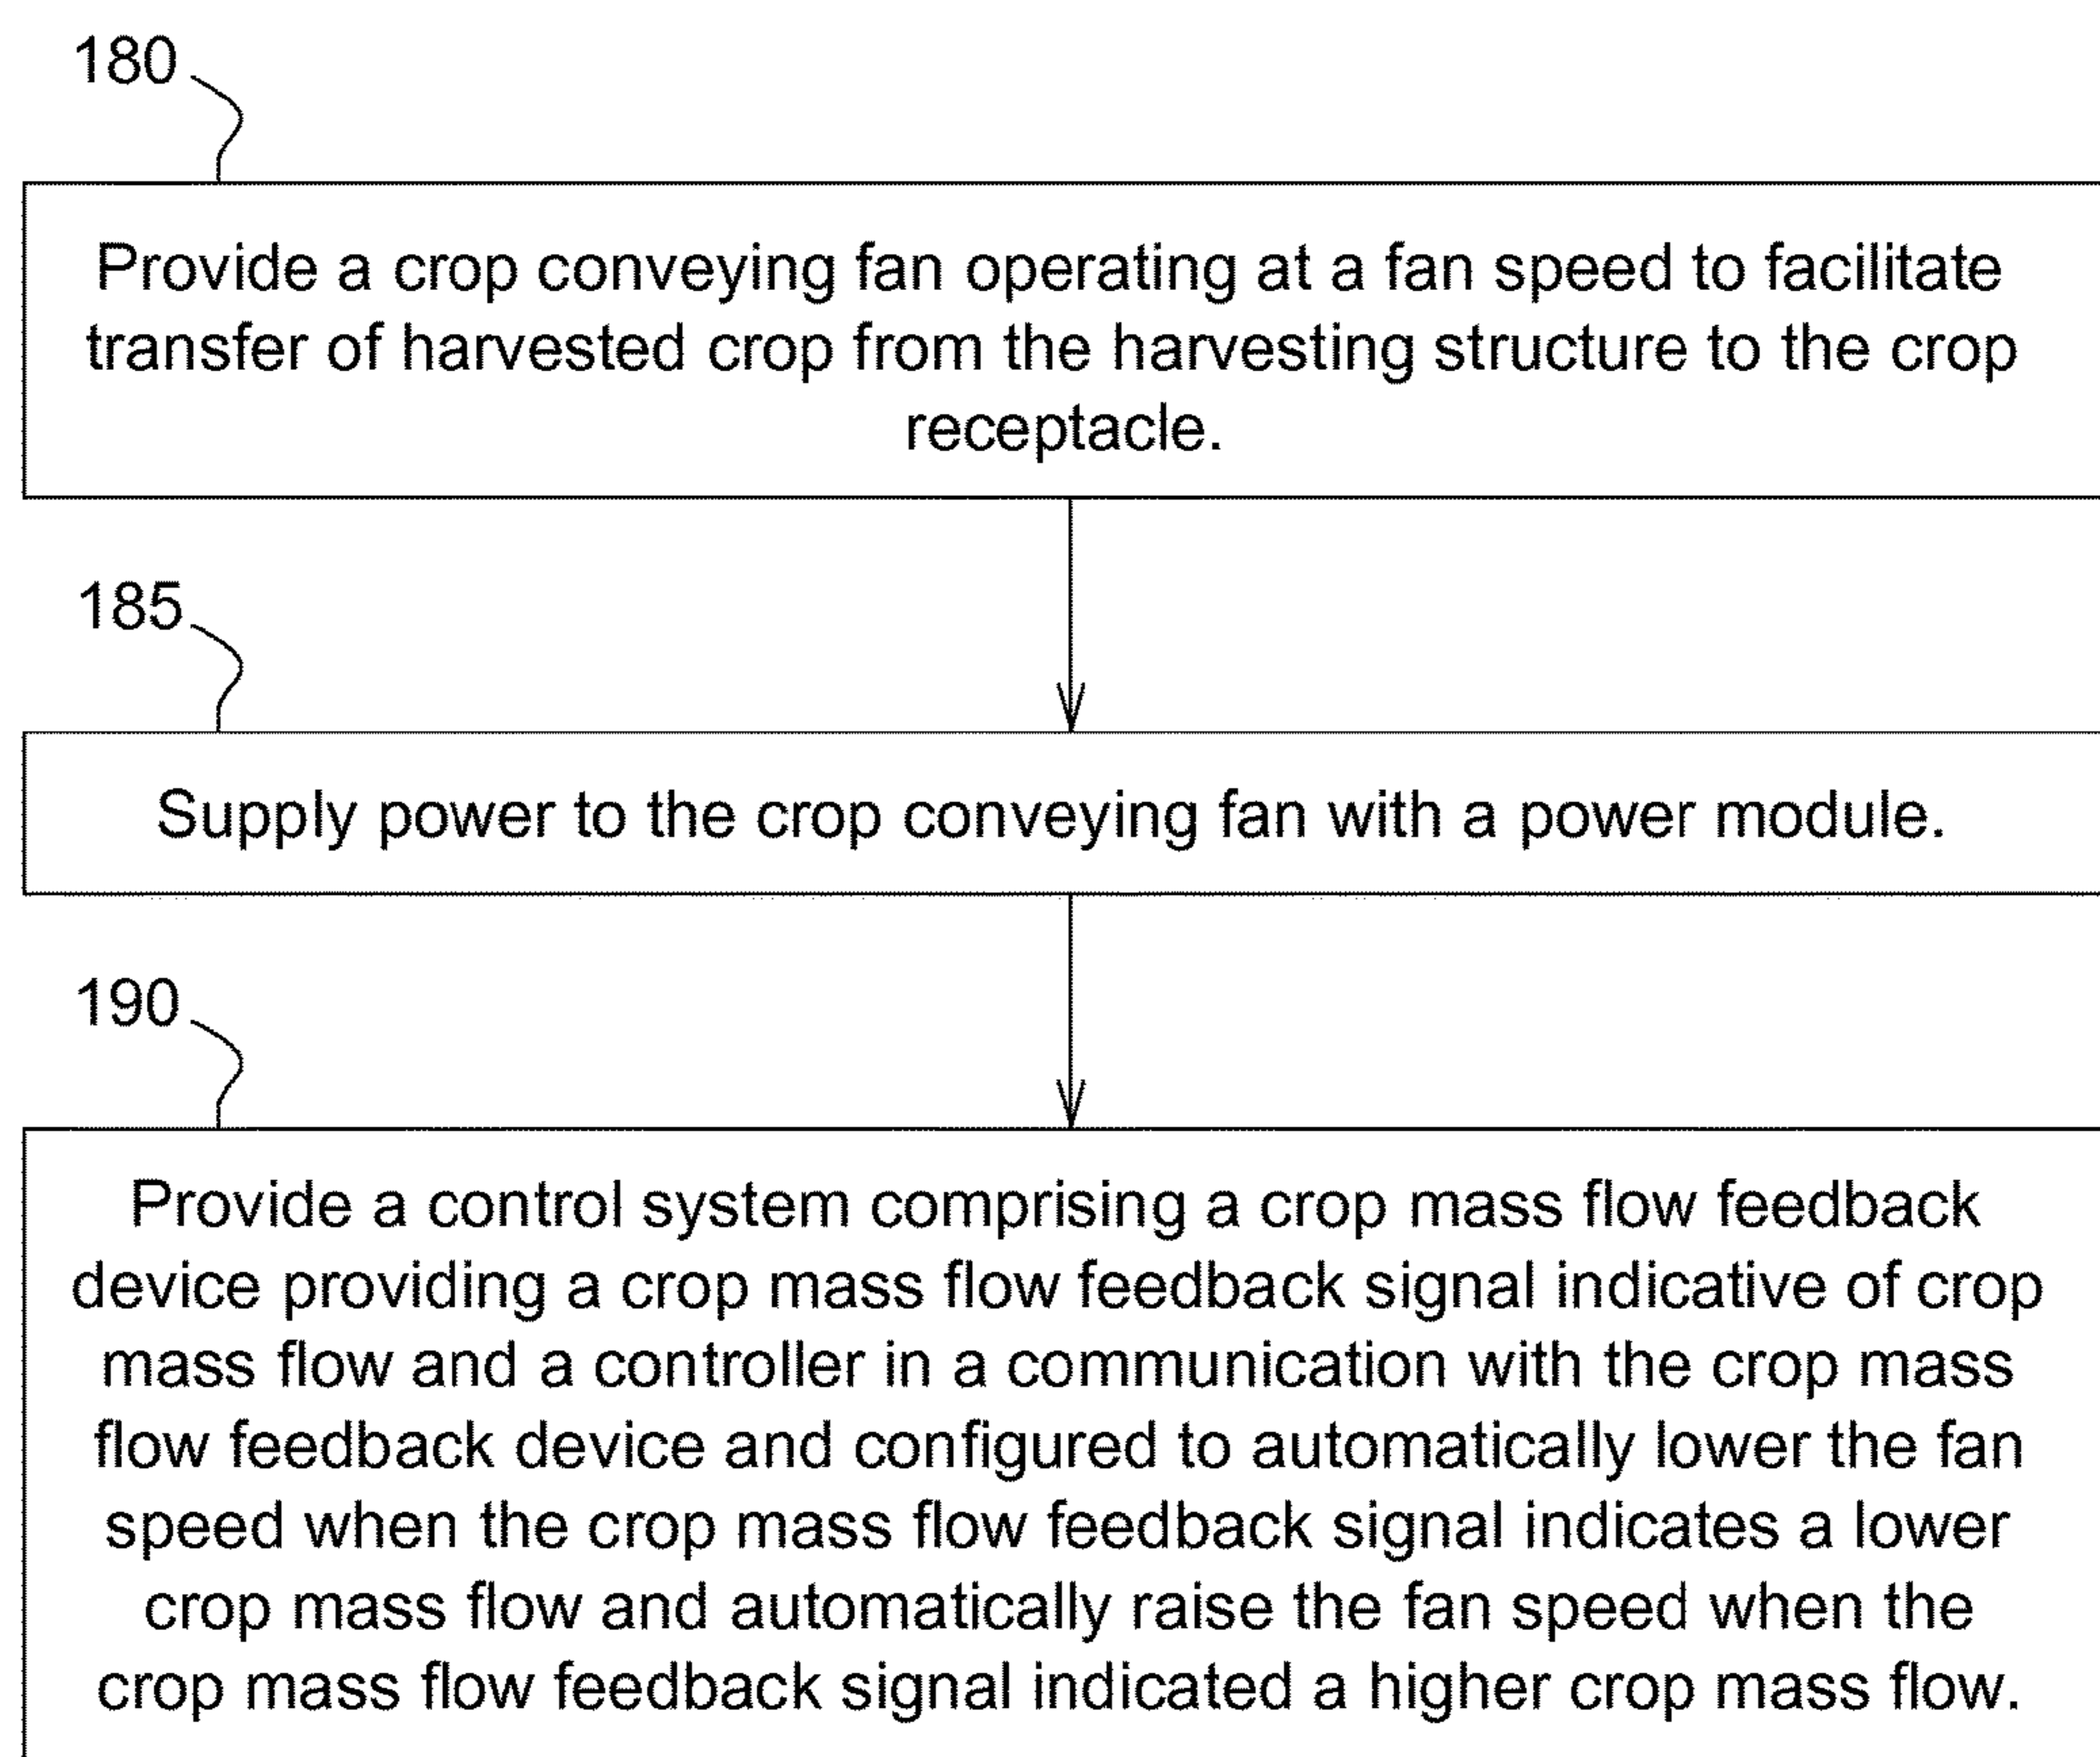 180
Provide a crop conveying fan operating at a fan speed to facilitate
transfer of harvested crop from the harvesting structure to the crop
receptacle.
185
Supply power to the crop conveying fan with a power module.
190
Provide a control system comprising a crop mass flow feedback
device providing a crop mass flow feedback signal indicative of crop
mass flow and a controller in a communication with the crop mass
flow feedback device and configured to automatically lower the fan
speed when the crop mass flow feedback signal indicates a lower
crop mass flow and automatically raise the fan speed when the
crop mass flow feedback signal indicated a higher crop mass flow.